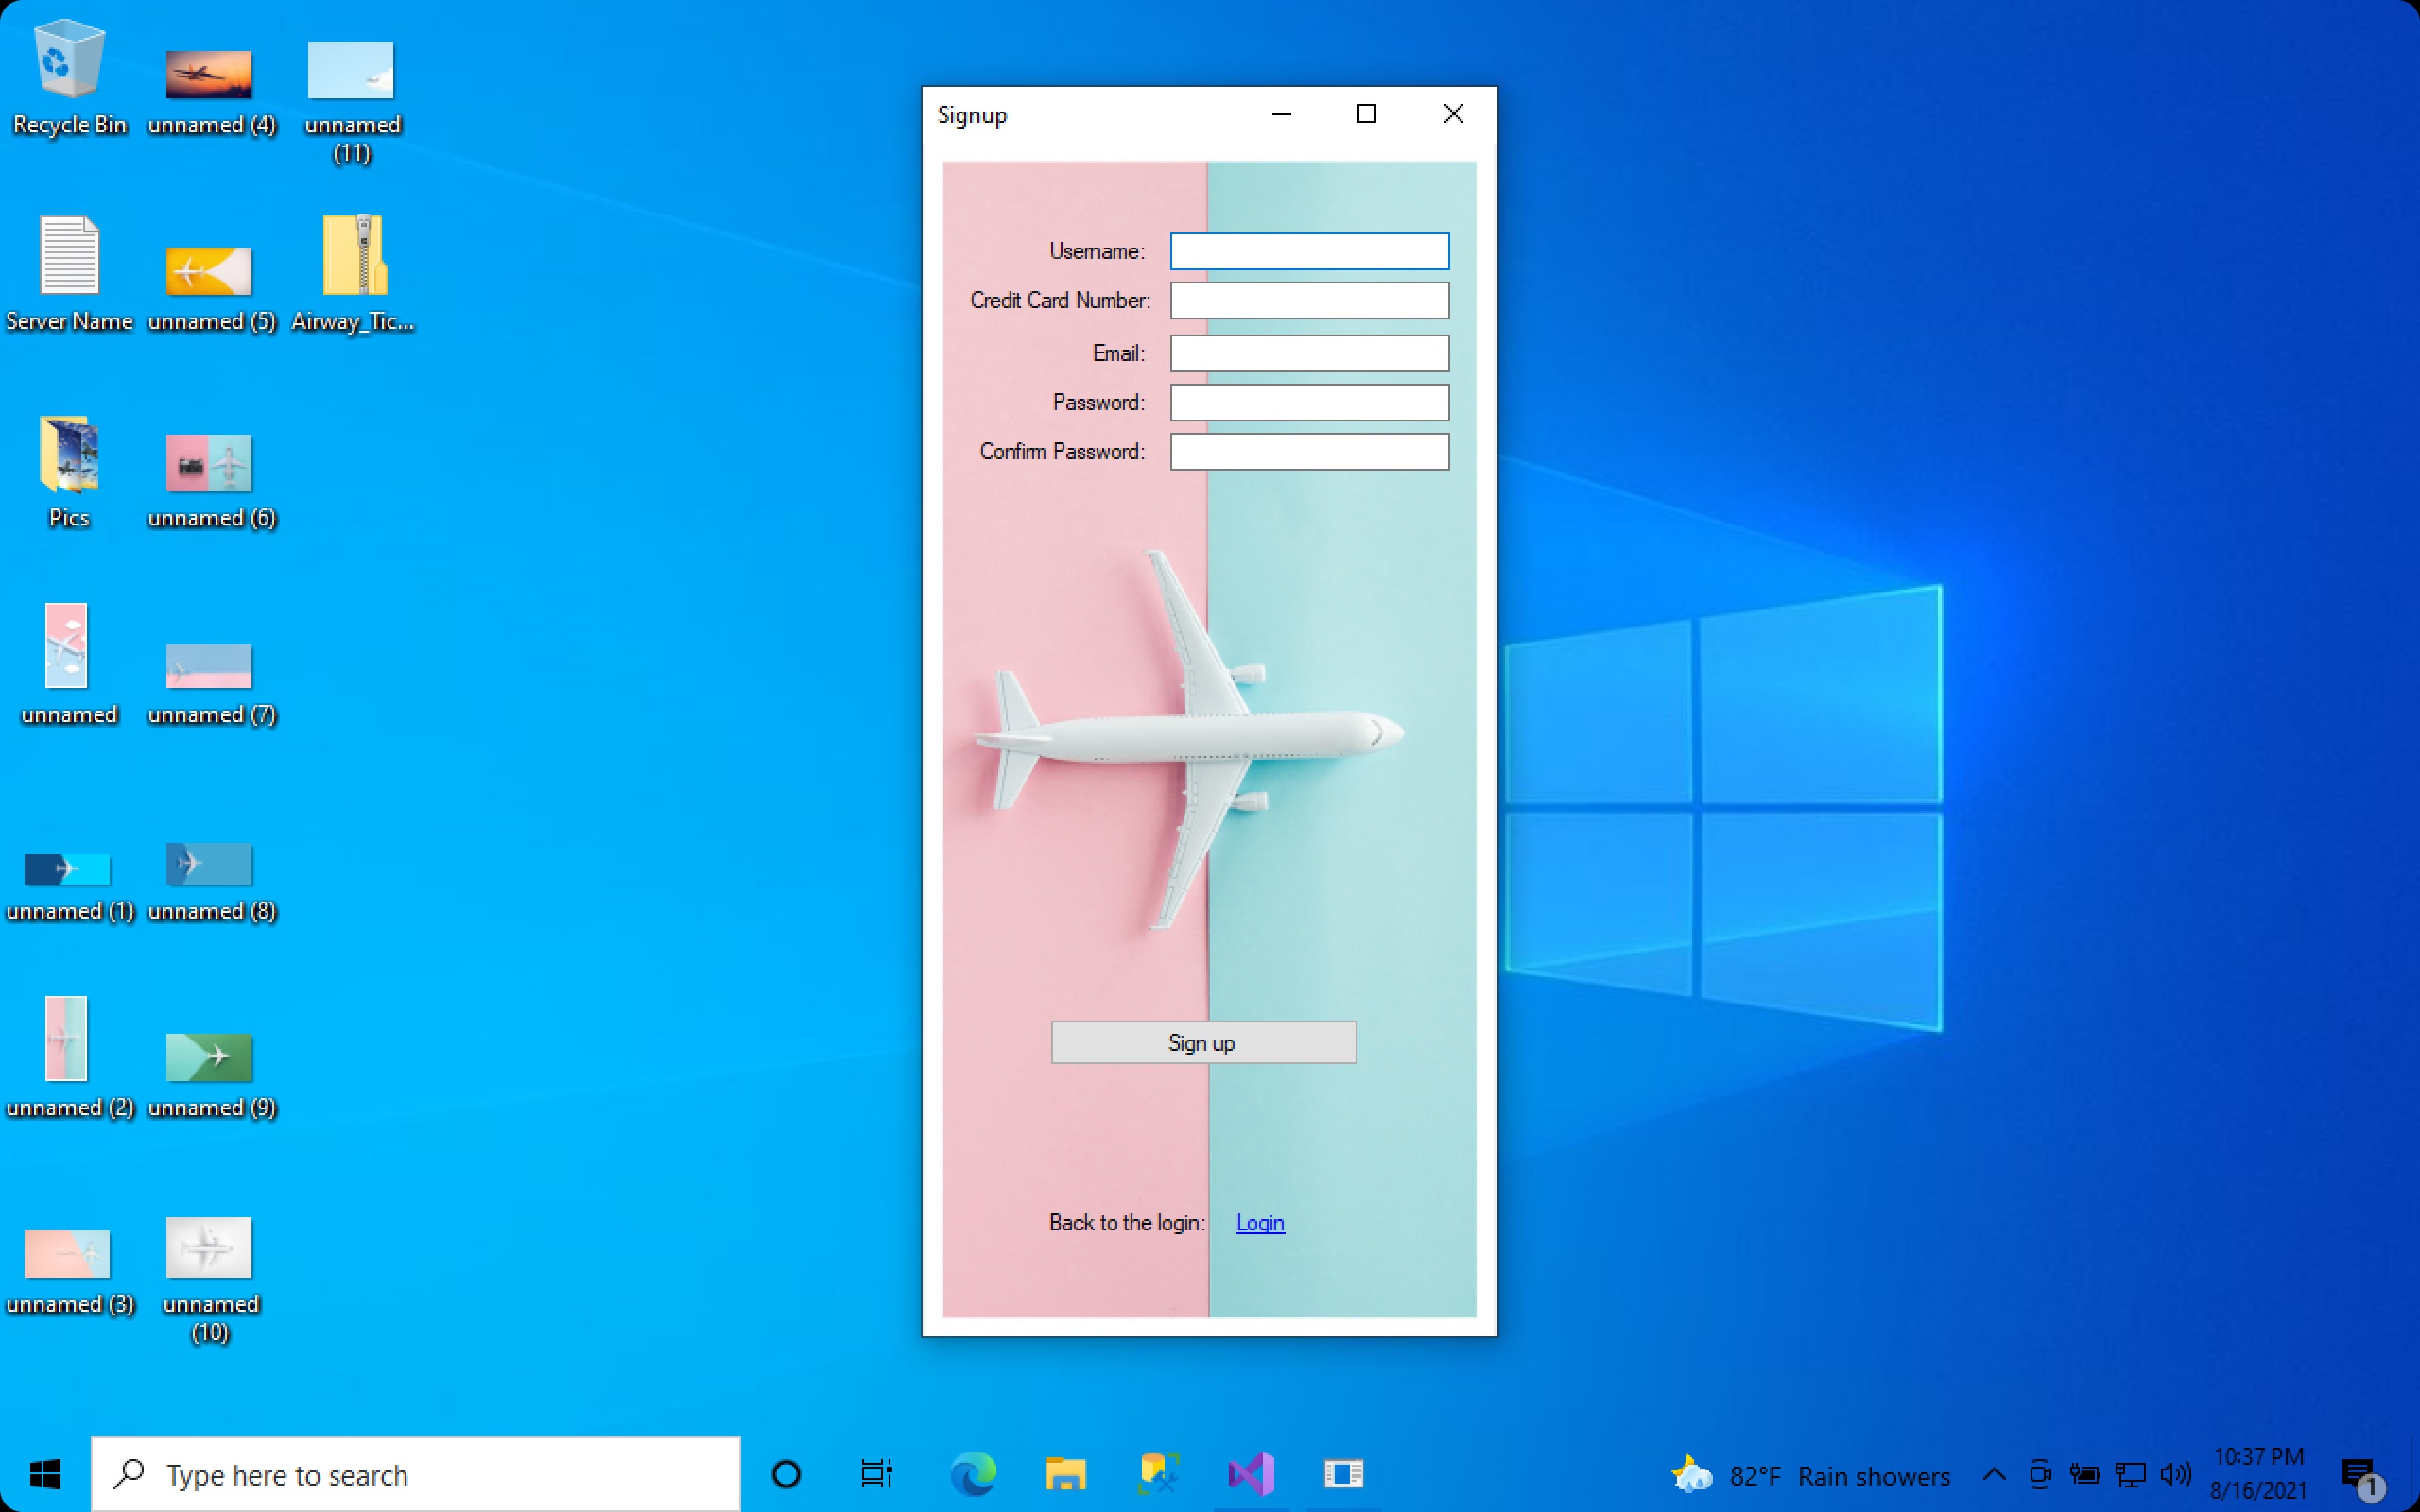 Recycle Bin
unnamed (4)
unnamed
(11)
Server Name
unnamed (5)
Airway_Tic...
Pics
unnamed (6)
unnamed
unnamed (7)
unnamed (1)
unnamed (8)
unnamed (2)
unnamed (9)
unnamed (3)
unnamed
(10)
Signup
Username:
Credit Card Number:
Email:
Password:
Confirm Password:
Sign up
Back to the login: Login
Type here to search
82°F Rain showers
10:37 PM
8/16/2021
1